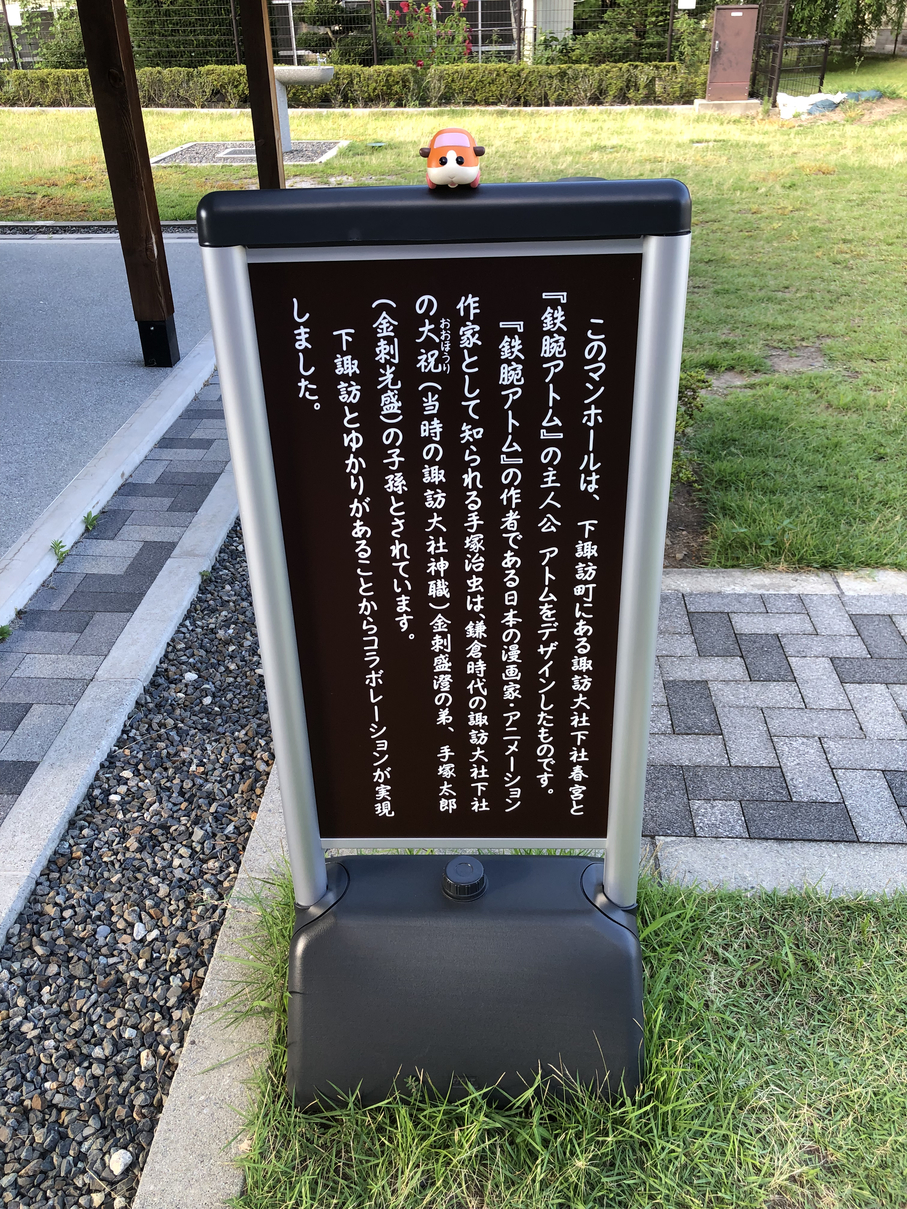 このマンホールは、下諏訪町にある諏訪大社下社春宮と
『鉄腕アトム』の主人公 アトムをデザインしたものです。
『鉄腕アトム』の作者である日本の漫画家・アニメーション
作家として知られる手塚治虫は、鎌倉時代の諏訪大社下社
の大祝（当時の諏訪大社神職）金刺盛澄の弟、手塚太郎
おおほうり
（金刺光盛）の子孫とされています。
下諏訪とゆかりがあることからコラボレーションが実現
しました。